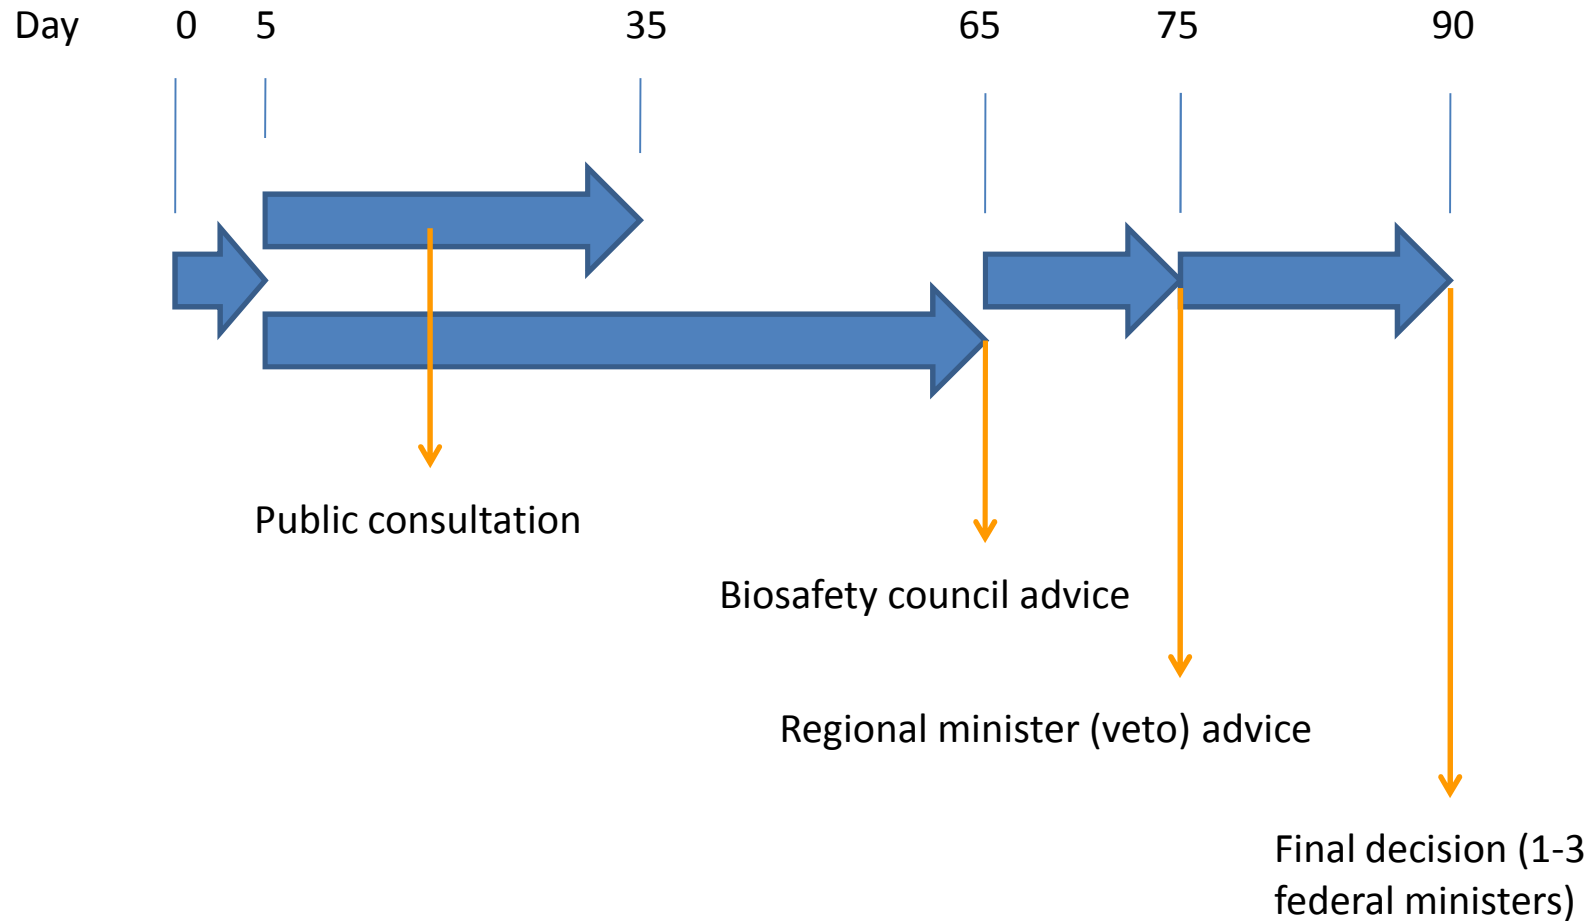 Day 0 5 35 65 75 90
Public consultation
Biosafety council advice
Regional minister (veto) advice
Final decision (1-3
federal ministers)